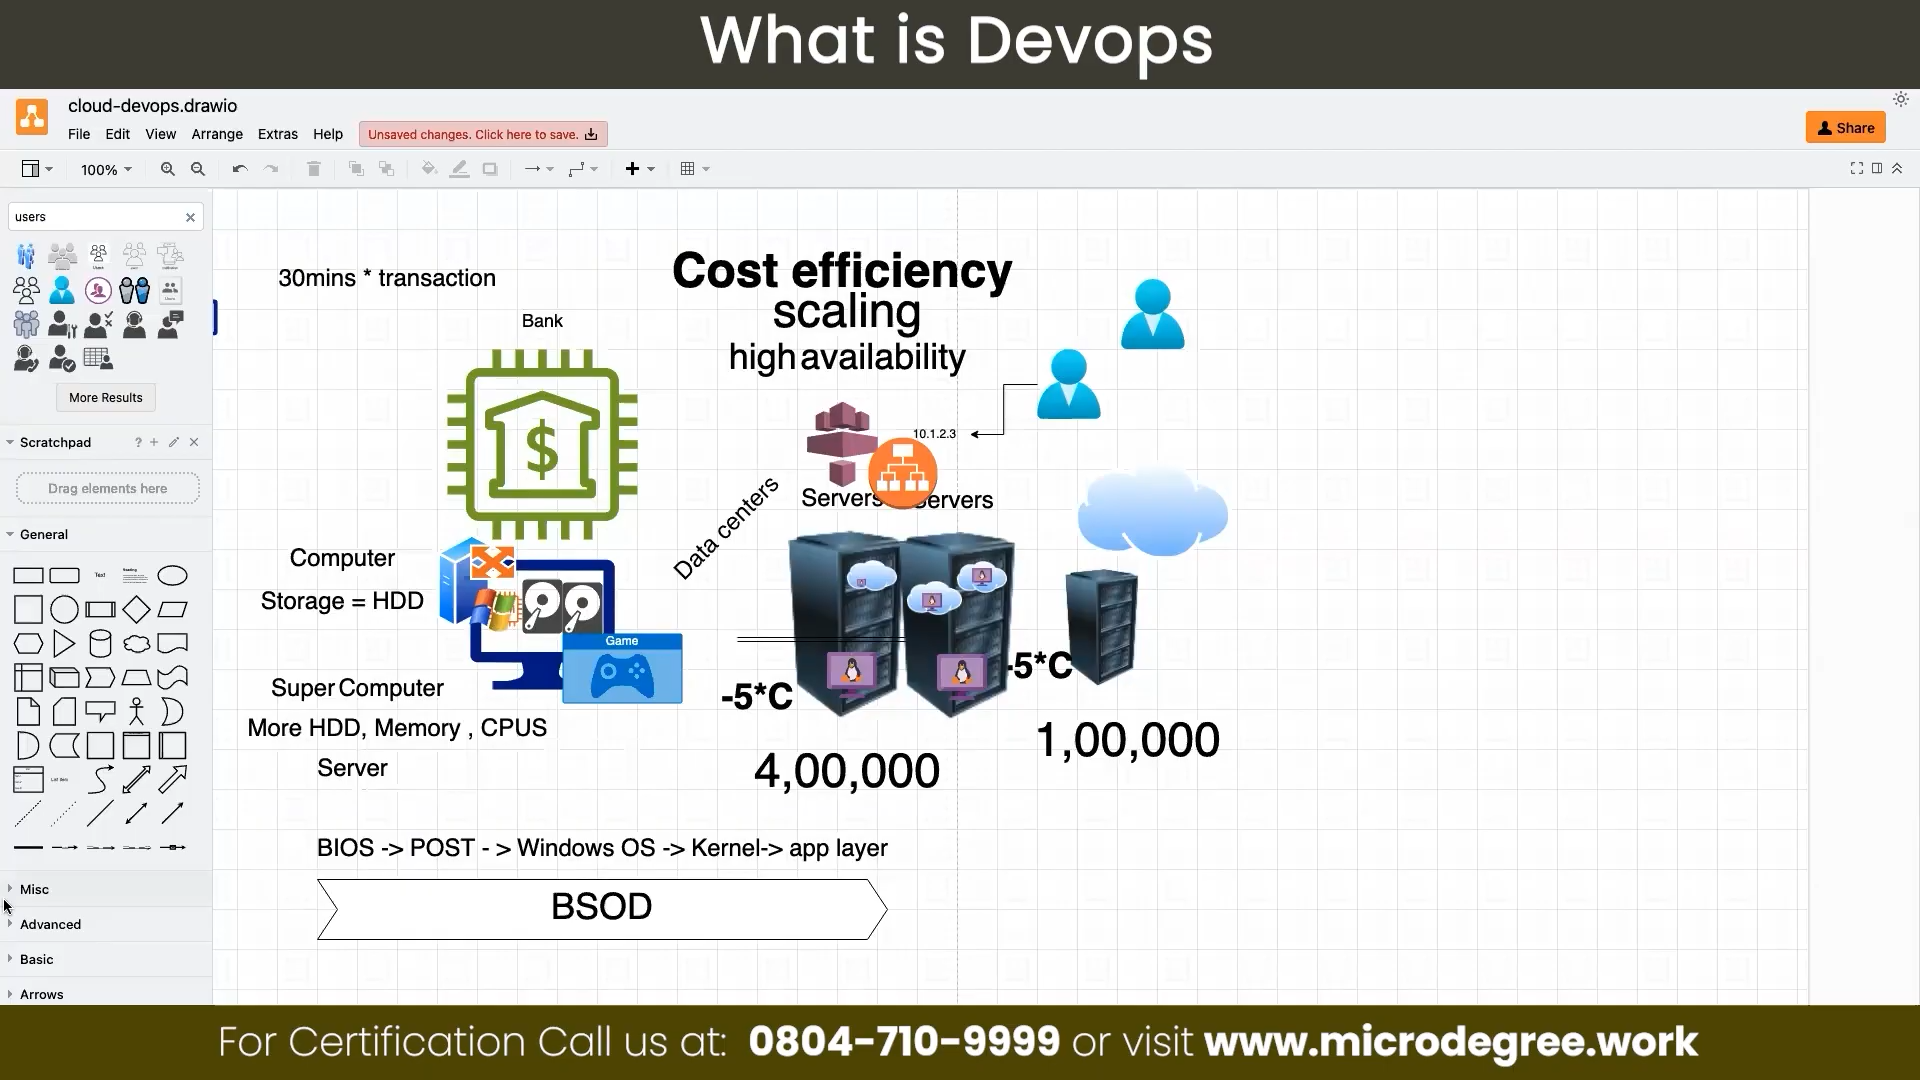 What is Devops
cloud-devops.drawio
File Edit View Arrange Extras Help
Unsaved changes. Click here to save.
Share
100%
users
More Results
Scratchpad
?
Drag elements here
General
Text
Heading
List Item
Misc
Advanced
Basic
Arrows
30mins * transaction
Bank
Cost efficiency
scaling
high availability
10.1.2.3
Servers
Servers
Data centers
Computer
Storage = HDD
Game
Super Computer
More HDD, Memory , CPUS
Server
-5*C
-5*C
4,00,000
1,00,000
BIOS -> POST - > Windows OS -> Kernel-> app layer
BSOD
For Certification Call us at: 0804-710-9999 or visit www.microdegree.work